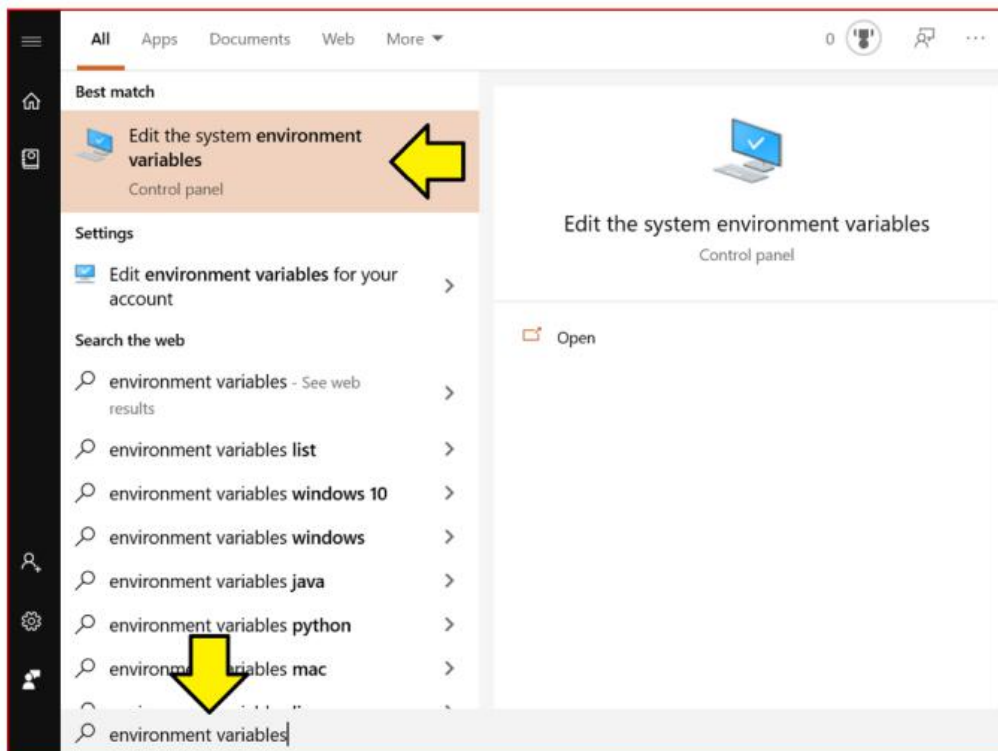 All Apps Documents Web More
0
Best match
Edit the system environment
variables
Control panel
Settings
Edit environment variables for your
account
Search the web
environment variables - See web
results
environment variables list
environment variables windows 10
environment variables windows
environment variables java
environment variables python
environment variables mac
environment variables
Edit the system environment variables
Control panel
Open